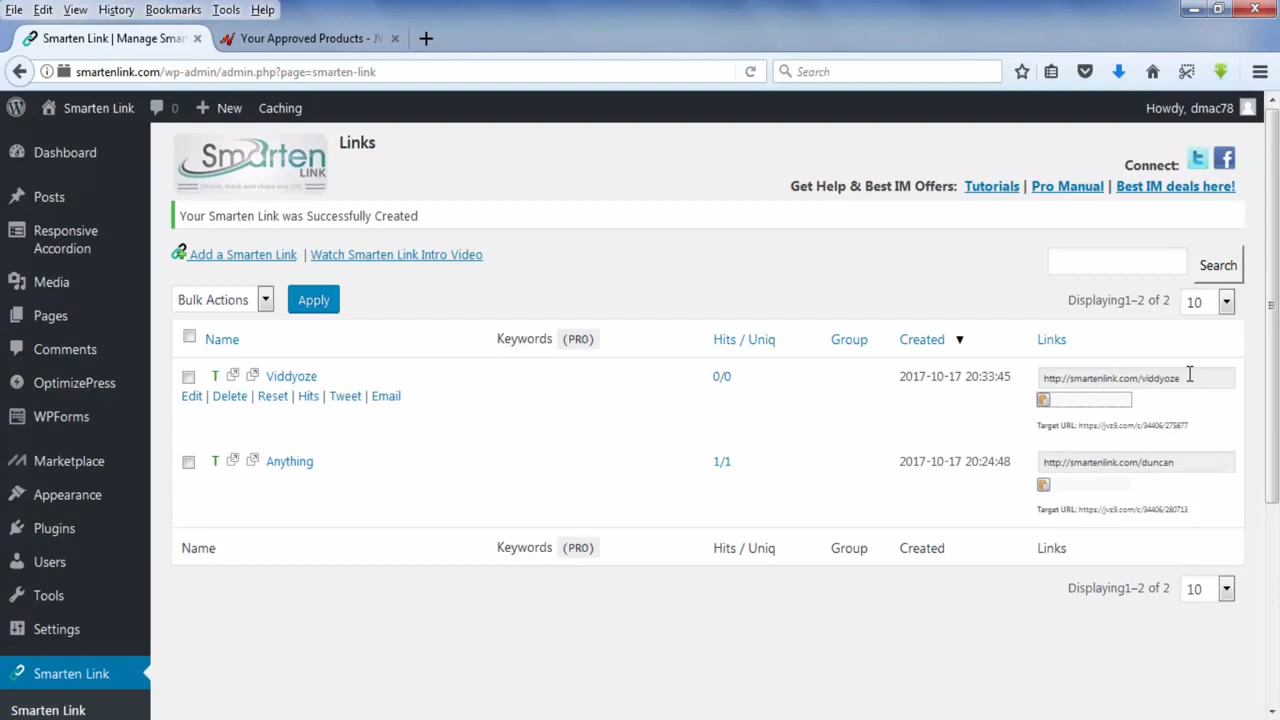 File Edit View History Bookmarks Tools Help
Smarten Link | Manage Smar
Your Approved Products - JV
smartenlink.com/wp-admin/admin.php?page=smarten-link
Search
Smarten Link 0 New Caching
Howdy, dmac78
Dashboard
Posts
Responsive
Accordion
Media
Pages
Comments
OptimizePress
WPForms
Marketplace
Appearance
Plugins
Users
Tools
Settings
Smarten Link
Smarten Link
Smarten
LINK
Links
Connect:
Get Help & Best IM Offers: Tutorials | Pro Manual | Best IM deals here!
Your Smarten Link was Successfully Created
Add a Smarten Link | Watch Smarten Link Intro Video
Search
Bulk Actions Apply
Displaying1–2 of 2 10
Name Keywords (PRO) Hits / Uniq Group Created ▼ Links
T Viddyoze 0/0 2017-10-17 20:33:45 http://smartenlink.com/viddyoze
Edit | Delete | Reset | Hits | Tweet | Email
Target URL: https://jvz9.com/c/34406/275877
T Anything 1/1 2017-10-17 20:24:48 http://smartenlink.com/duncan
Target URL: https://jvz9.com/c/34406/280713
Name Keywords (PRO) Hits / Uniq Group Created Links
Displaying1–2 of 2 10